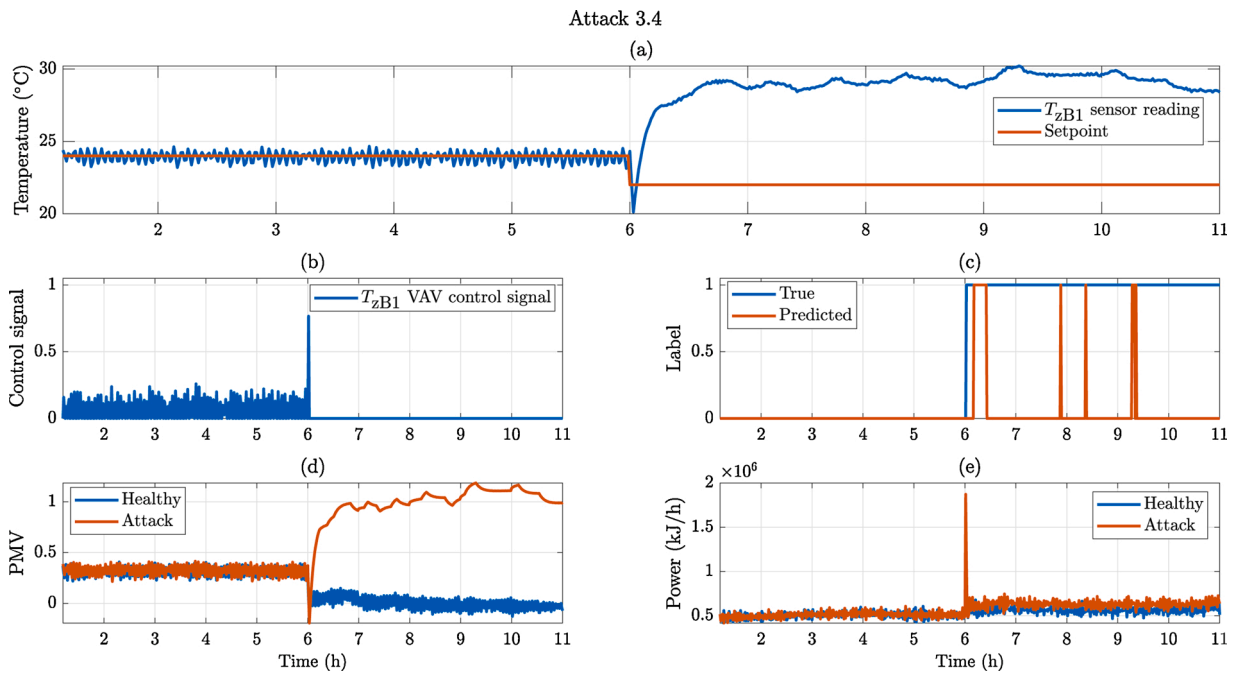 Attack 3.4
(a)
Temperature (°C)
30
25
20
T_zB1 sensor reading
Setpoint
2 3 4 5 6 7 8 9 10 11
(b)
Control signal
1
0.5
0
T_zB1 VAV control signal
2 3 4 5 6 7 8 9 10 11
(c)
Label
1
0.5
0
True
Predicted
2 3 4 5 6 7 8 9 10 11
(d)
PMV
1
0.5
0
Healthy
Attack
2 3 4 5 6 7 8 9 10 11
Time (h)
(e)
×10⁶
Power (kJ/h)
2
1.5
1
0.5
Healthy
Attack
2 3 4 5 6 7 8 9 10 11
Time (h)